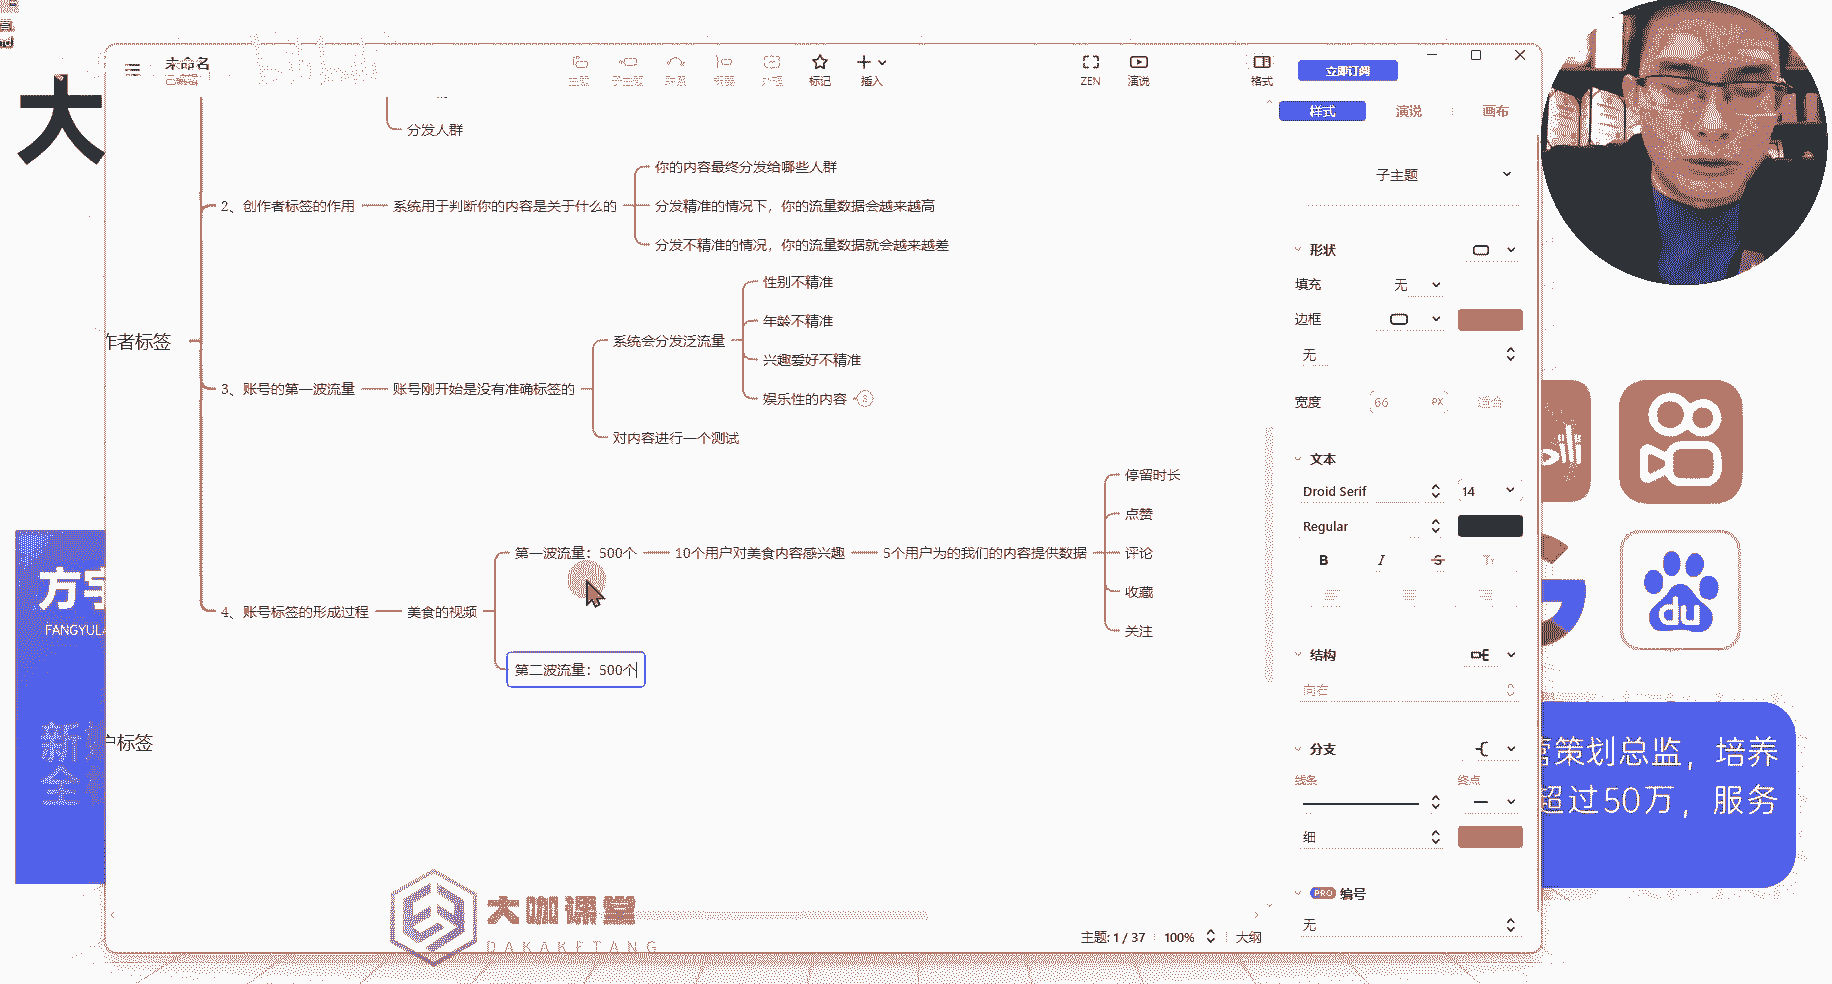 大
未命名
已编辑
主题
子主题
联系
概要
外框
标记
插入
ZEN
演说
格式
立即订阅
样式
演说
画布
分发人群
2、创作者标签的作用
系统用于判断你的内容是关于什么的
你的内容最终分发给哪些人群
分发精准的情况下，你的流量数据会越来越高
分发不精准的情况，你的流量数据就会越来越差
作者标签
3、账号的第一波流量
账号刚开始是没有准确标签的
系统会分发泛流量
性别不精准
年龄不精准
兴趣爱好不精准
娱乐性的内容
3
对内容进行一个测试
4、账号标签的形成过程
美食的视频
第一波流量：500个
10个用户对美食内容感兴趣
5个用户为的我们的内容提供数据
停留时长
点赞
评论
收藏
关注
第二波流量：500个
户标签
子主题
形状
填充
无
边框
无
宽度
66
PX
适合
文本
Droid Serif
14
Regular
B I S Tr
结构
向右
分支
线条
终点
细
PRO 编号
无
主题: 1 / 37
100%
大纲
方宇
FANGYULA
新
全
du
营策划总监，培养
超过50万，服务
大咖课堂
DAKAKETANG